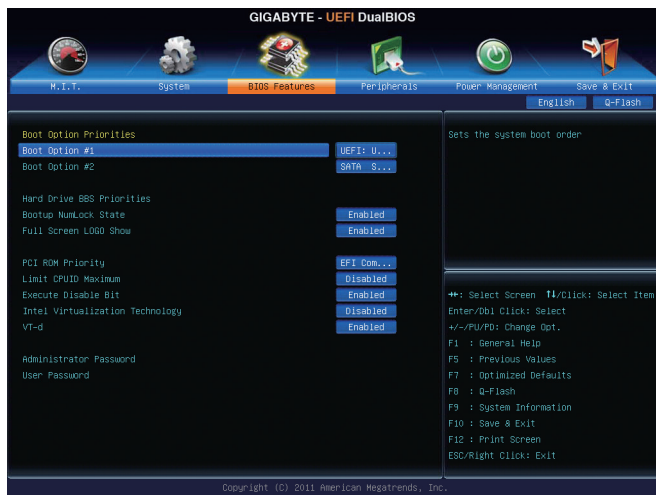 GIGABYTE - UEFI DualBIOS
M.I.T. System BIOS Features Peripherals Power Management Save & Exit
English Q-Flash
Boot Option Priorities
Boot Option #1 UEFI: U...
Boot Option #2 SATA S...
Hard Drive BBS Priorities
Bootup NumLock State Enabled
Full Screen LOGO Show Enabled
PCI ROM Priority EFI Com...
Limit CPUID Maximum Disabled
Execute Disable Bit Enabled
Intel Virtualization Technology Disabled
VT-d Enabled
Administrator Password
User Password
Sets the system boot order
→←: Select Screen ↑↓/Click: Select Item
Enter/Dbl Click: Select
+/-/PU/PD: Change Opt.
F1 : General Help
F5 : Previous Values
F7 : Optimized Defaults
F8 : Q-Flash
F9 : System Information
F10 : Save & Exit
F12 : Print Screen
ESC/Right Click: Exit
Copyright (C) 2011 American Megatrends, Inc.